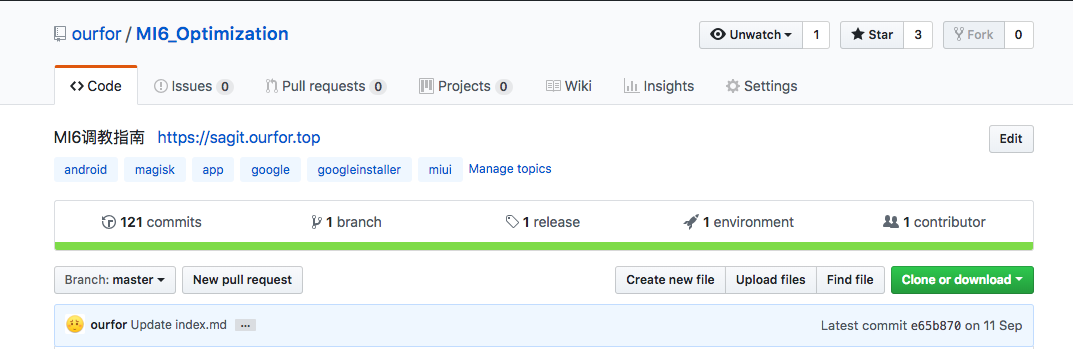 ourfor / MI6_Optimization Unwatch 1 Star 3 Fork 0
Code Issues 0 Pull requests 0 Projects 0 Wiki Insights Settings
MI6调教指南 https://sagit.ourfor.top Edit
android magisk app google googleinstaller miui Manage topics
121 commits 1 branch 1 release 1 environment 1 contributor
Branch: master New pull request Create new file Upload files Find file Clone or download
ourfor Update index.md ... Latest commit e65b870 on 11 Sep